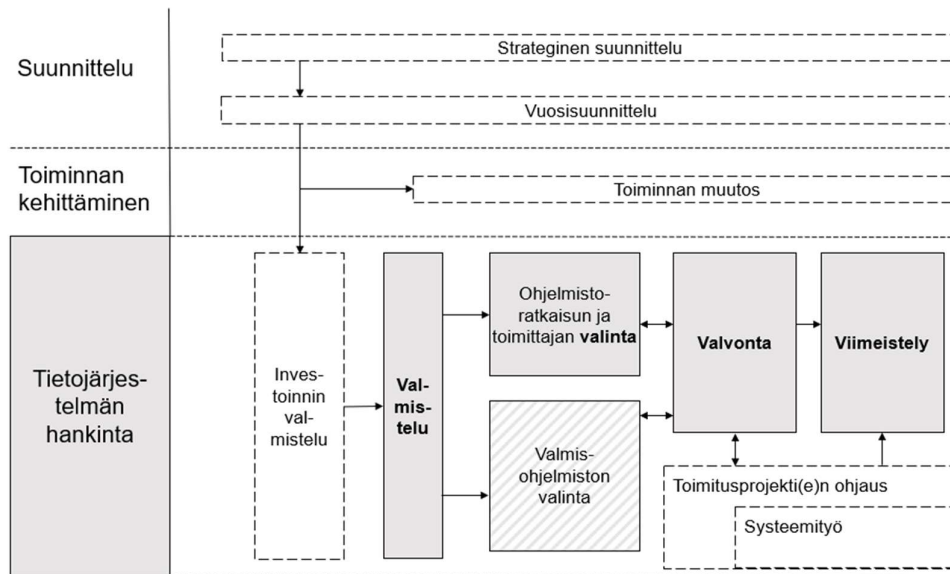 Suunnittelu
Strateginen suunnittelu
Vuosisuunnittelu
Toiminnan
kehittäminen
Toiminnan muutos
Tietojärjes-
telmän
hankinta
Inves-
toinnin
val-
mistelu
Val-
mis-
telu
Ohjelmisto-
ratkaisun ja
toimittajan valinta
Valmis-
ohjelmiston
valinta
Valvonta
Viimeistely
Toimitusprojekti(e)n ohjaus
Systeemityö